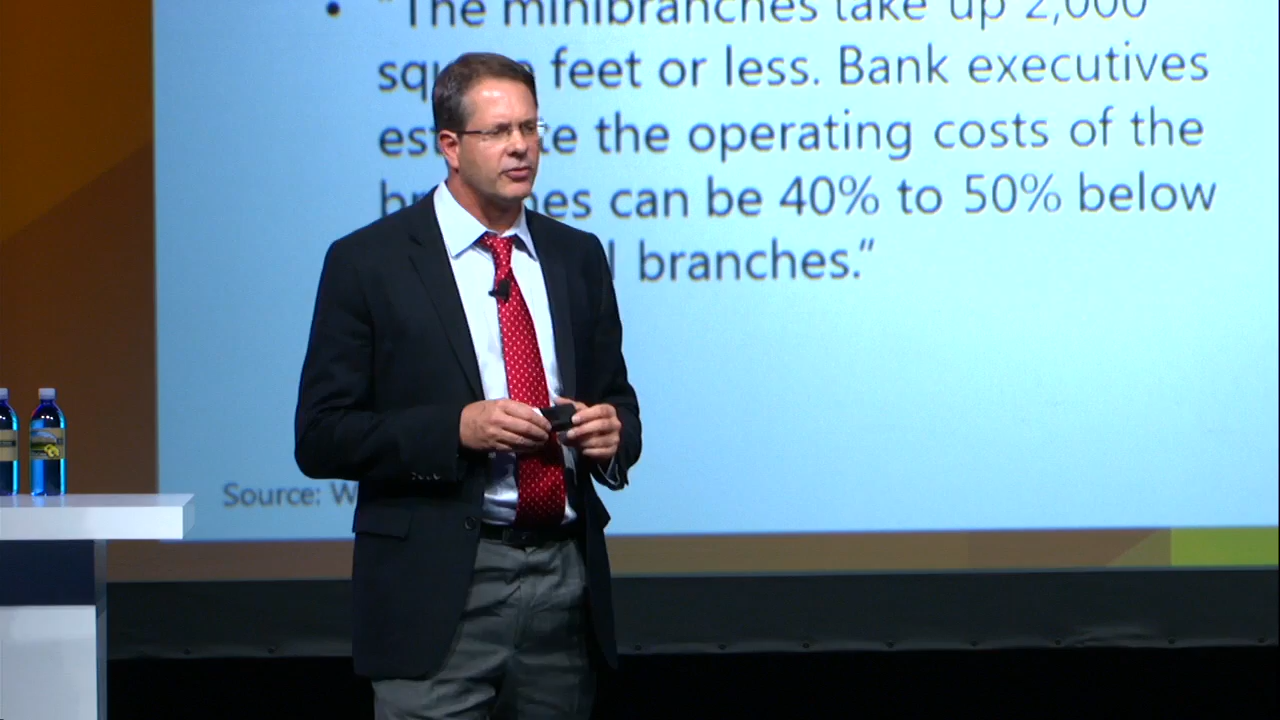 • "The minibranches take up 2,000
feet or less. Bank executives
the operating costs of the
can be 40% to 50% below
branches.”
Source: